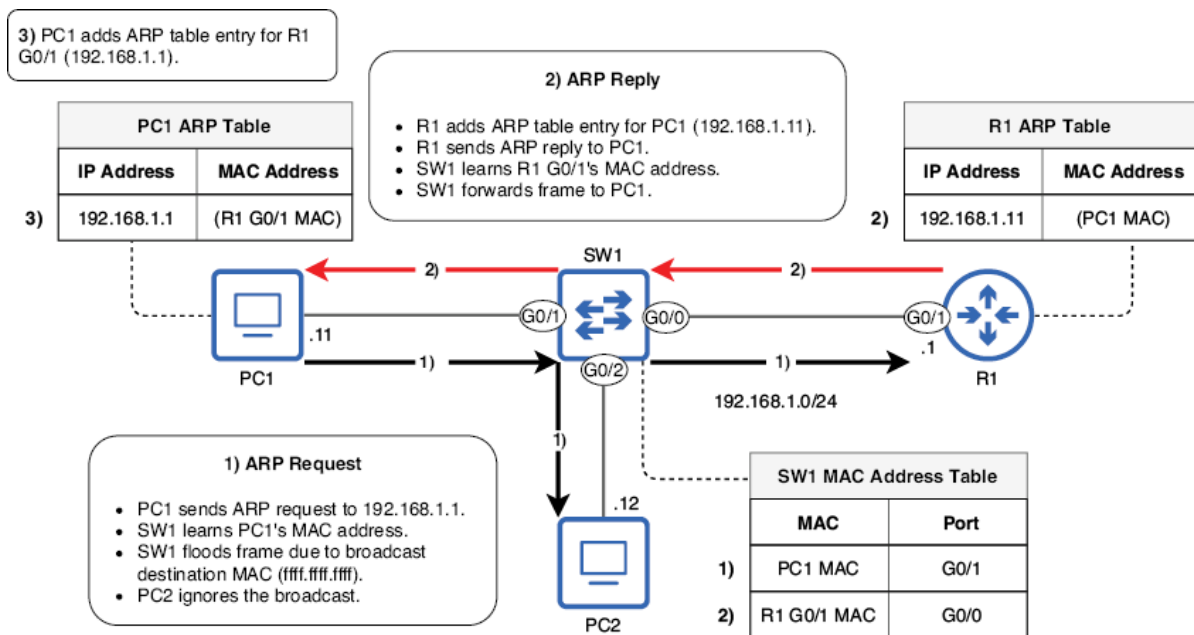 3) PC1 adds ARP table entry for R1
G0/1 (192.168.1.1).
2) ARP Reply
• R1 adds ARP table entry for PC1 (192.168.1.11).
• R1 sends ARP reply to PC1.
• SW1 learns R1 G0/1's MAC address.
• SW1 forwards frame to PC1.
PC1 ARP Table
IP Address MAC Address
3) 192.168.1.1 (R1 G0/1 MAC)
R1 ARP Table
IP Address MAC Address
2) 192.168.1.11 (PC1 MAC)
SW1
2) 2)
G0/1 G0/0 G0/1
.11 .1
1) G0/2 1)
PC1 R1
192.168.1.0/24
1)
.12
PC2
1) ARP Request
• PC1 sends ARP request to 192.168.1.1.
• SW1 learns PC1's MAC address.
• SW1 floods frame due to broadcast
destination MAC (ffff.ffff.ffff).
• PC2 ignores the broadcast.
SW1 MAC Address Table
MAC Port
1) PC1 MAC G0/1
2) R1 G0/1 MAC G0/0